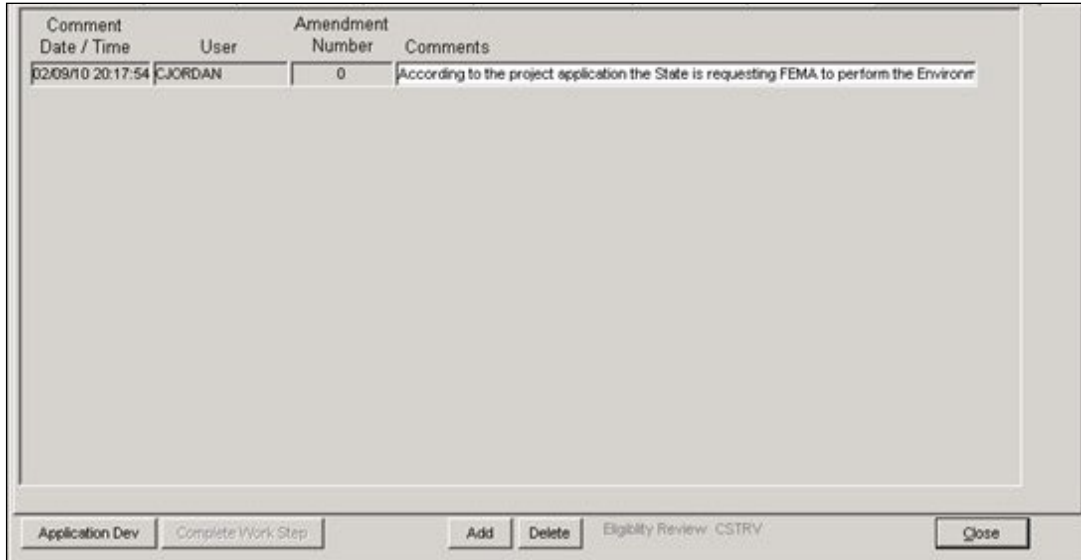 Comment Date / Time User Amendment Number Comments
02/09/10 20:17:54 CJORDAN 0 According to the project application the State is requesting FEMA to perform the Environm
Application Dev Complete Work Step Add Delete Eligiblity Review: CSTRV Close